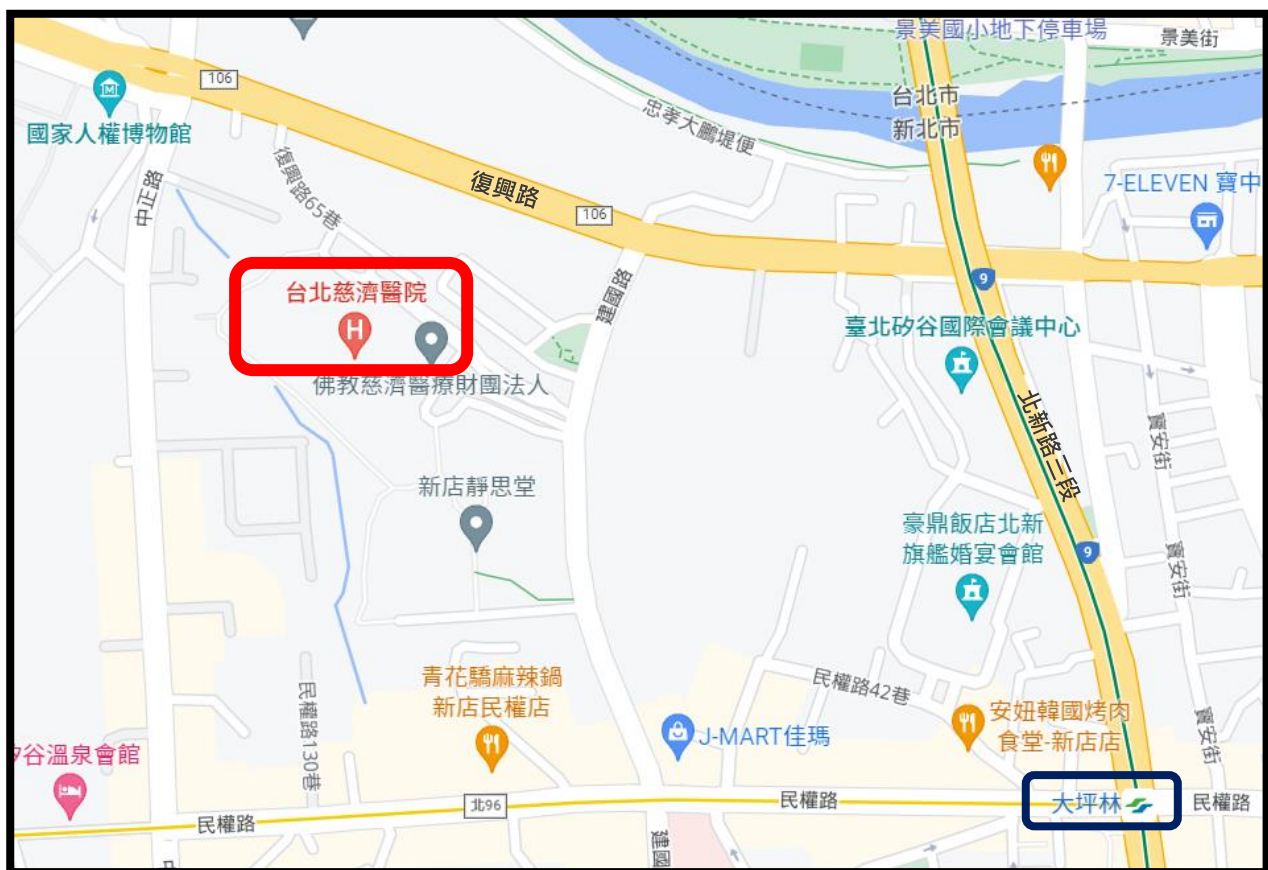 景美國小地下停車場
景美街
106
國家人權博物館
台北市
新北市
忠孝大鵬堤便
復興路65巷
復興路
106
7-ELEVEN 寶中
中正路
9
台北慈濟醫院
H
建國路
臺北矽谷國際會議中心
佛教慈濟醫療財團法人
北新路三段
寶安街
新店靜思堂
豪鼎飯店北新
旗艦婚宴會館
9
寶安街
青花驕麻辣鍋
新店民權店
民權路42巷
民權路130巷
安妞韓國烤肉
食堂-新店店
寶安街
J-MART佳瑪
谷溫泉會館
北96
民權路
大坪林
民權路
民權路
建國